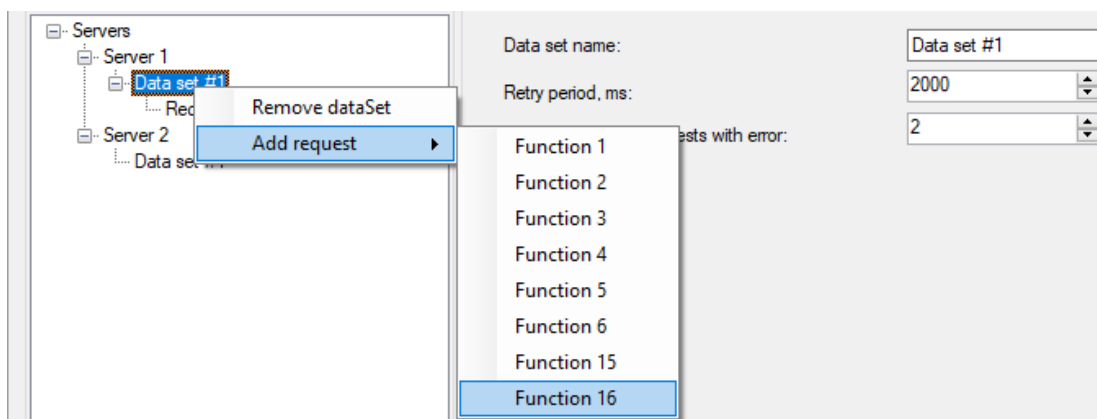 Servers
Server 1
Data set #1
Server 2
Data set
Remove dataSet
Add request
Function 1
Function 2
Function 3
Function 4
Function 5
Function 6
Function 15
Function 16
Data set name:
Data set #1
Retry period, ms:
2000
with error:
2